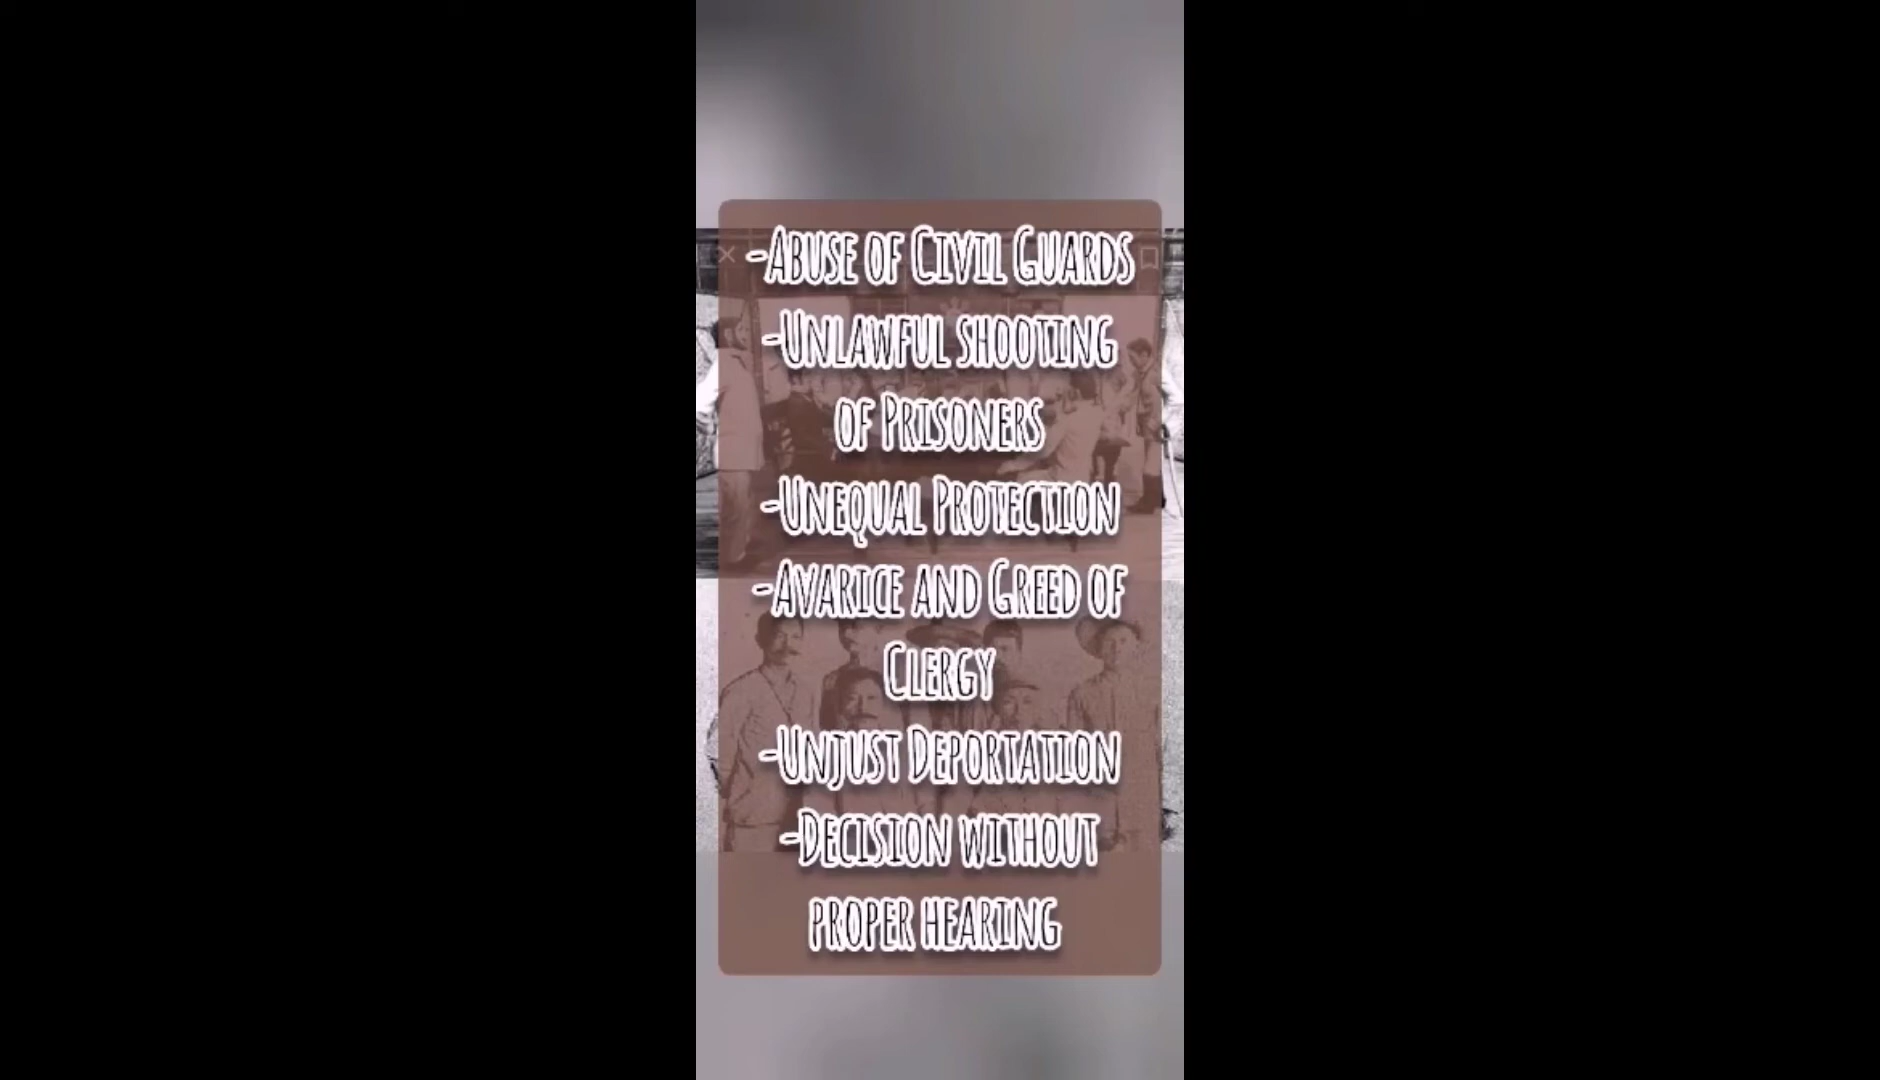 -Abuse of Civil Guards
-Unlawful shooting
of Prisoners
-Unequal Protection
-Avarice and Greed of
Clergy
-Unjust Deportation
-Decision without
proper hearing